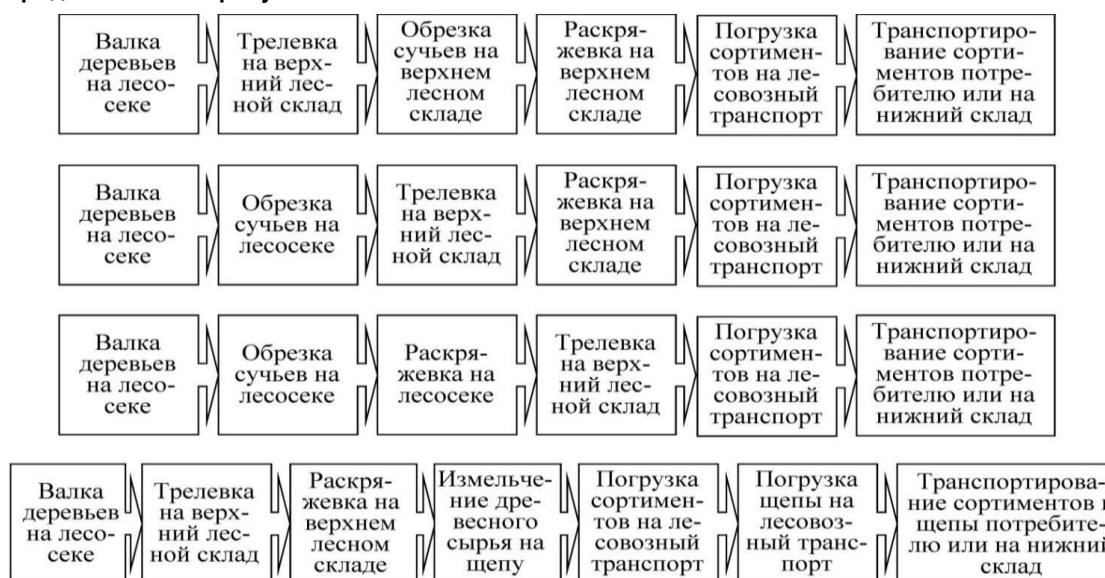 Валка
деревьев
на лесо-
секе
Трелевка
на верх-
ний лес-
ной склад
Обрезка
сучьев на
верхнем
лесном
складе
Раскря-
жевка на
верхнем
лесном
складе
Погрузка
сортимен-
тов на ле-
совозный
транспорт
Транспортиро-
вание сорти-
ментов потре-
бителю или на
нижний склад
Валка
деревьев
на лесо-
секе
Обрезка
сучьев на
лесосеке
Трелевка
на верх-
ний лес-
ной склад
Раскря-
жевка на
верхнем
лесном
складе
Погрузка
сортимен-
тов на ле-
совозный
транспорт
Транспортиро-
вание сорти-
ментов потре-
бителю или на
нижний склад
Валка
деревьев
на лесо-
секе
Обрезка
сучьев на
лесосеке
Раскря-
жевка на
лесосеке
Трелевка
на верх-
ний лес-
ной склад
Погрузка
сортимен-
тов на ле-
совозный
транспорт
Транспортиро-
вание сорти-
ментов потре-
бителю или на
нижний склад
Валка
деревьев
на лесо-
секе
Трелевка
на верх-
ний лес-
ной склад
Раскря-
жевка на
верхнем
лесном
складе
Измельче-
ние дре-
весного
сырья на
щепу
Погрузка
сортимен-
тов на ле-
совозный
транспорт
Погрузка
щепы на
лесовоз-
ный транс-
порт
Транспортирова-
ние сортиментов
щепы потребите-
лю или на нижний
склад